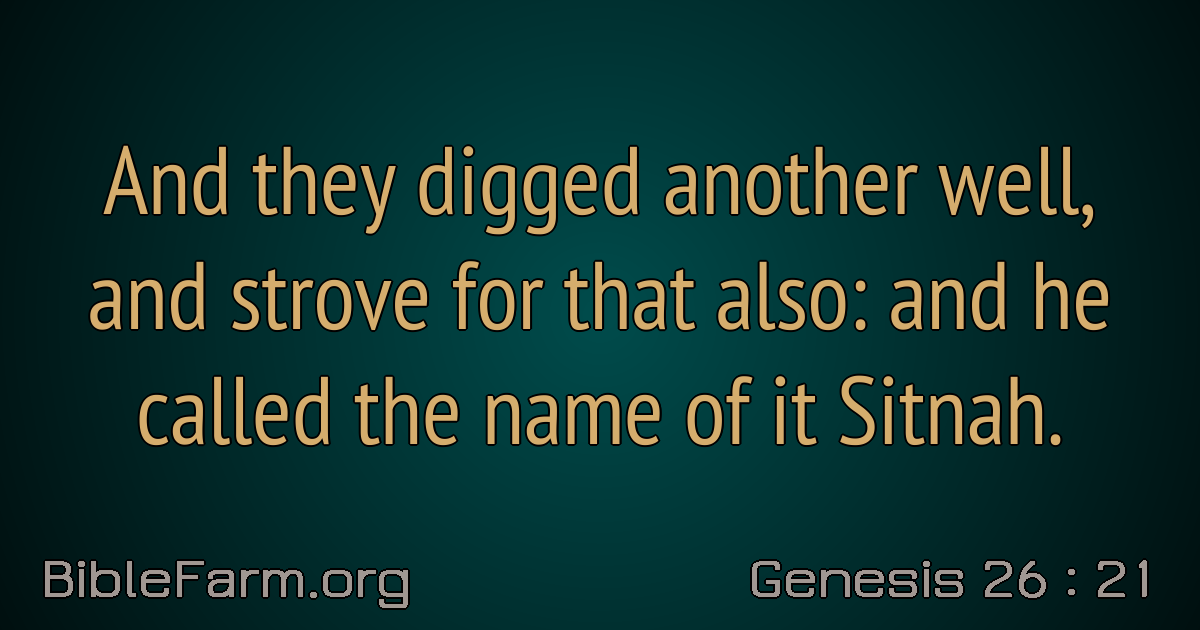 And they digged another well,
and strove for that also: and he
called the name of it Sitnah.
BibleFarm.org
Genesis 26 : 21